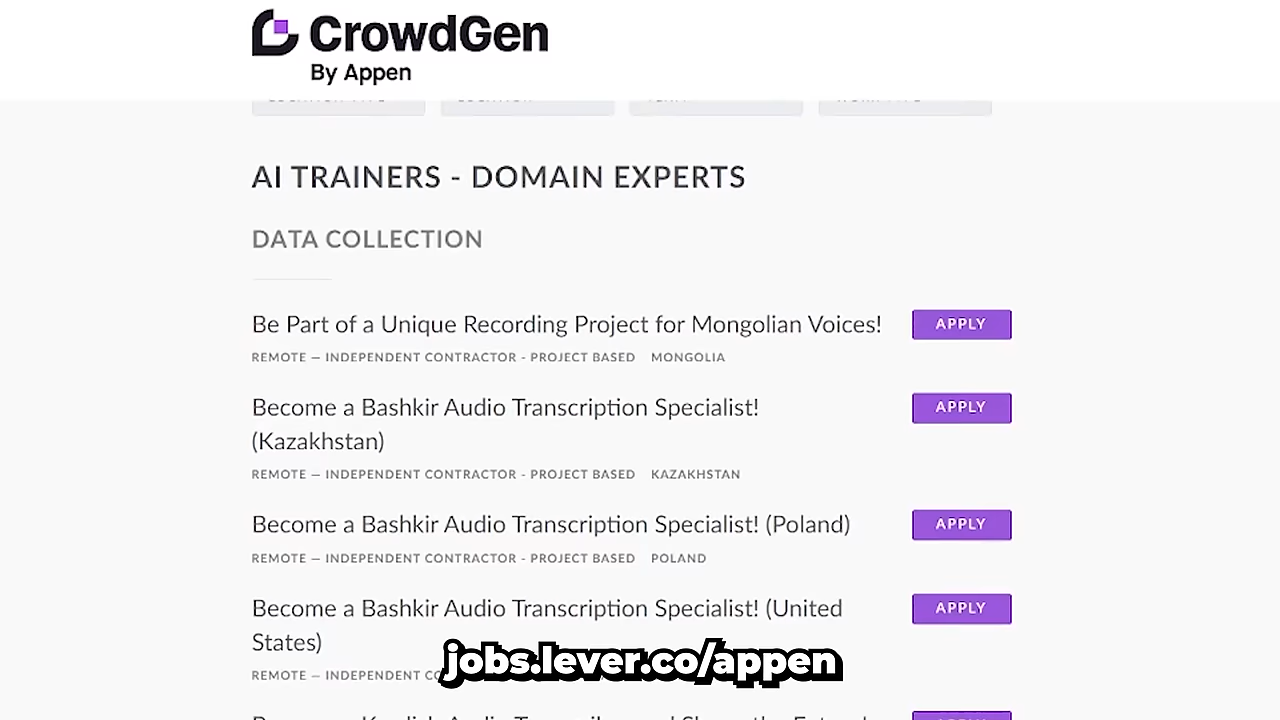 CrowdGen
By Appen
AI TRAINERS - DOMAIN EXPERTS
DATA COLLECTION
Be Part of a Unique Recording Project for Mongolian Voices!
APPLY
REMOTE — INDEPENDENT CONTRACTOR - PROJECT BASED MONGOLIA
Become a Bashkir Audio Transcription Specialist!
(Kazakhstan)
APPLY
REMOTE — INDEPENDENT CONTRACTOR - PROJECT BASED KAZAKHSTAN
Become a Bashkir Audio Transcription Specialist! (Poland)
APPLY
REMOTE — INDEPENDENT CONTRACTOR - PROJECT BASED POLAND
Become a Bashkir Audio Transcription Specialist! (United
States)
APPLY
REMOTE — INDEPENDENT
jobs.lever.co/appen